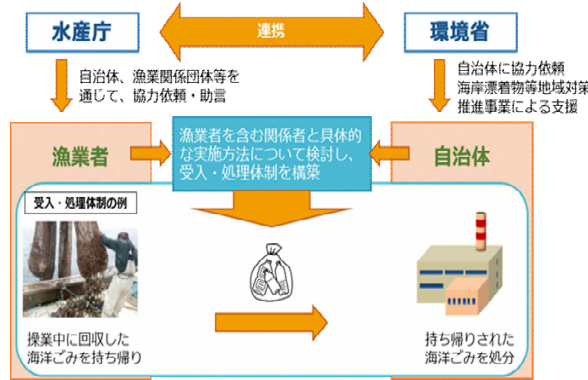 水産庁
連携
環境省
自治体、漁業関係団体等を
通じて、協力依頼・助言
自治体に協力依頼
海岸漂着物等地域対策
推進事業による支援
漁業者
漁業者を含む関係者と具体的
な実施方法について検討し、
受入・処理体制を構築
自治体
受入・処理体制の例
操業中に回収した
海洋ごみを持ち帰り
持ち帰りされた
海洋ごみを処分